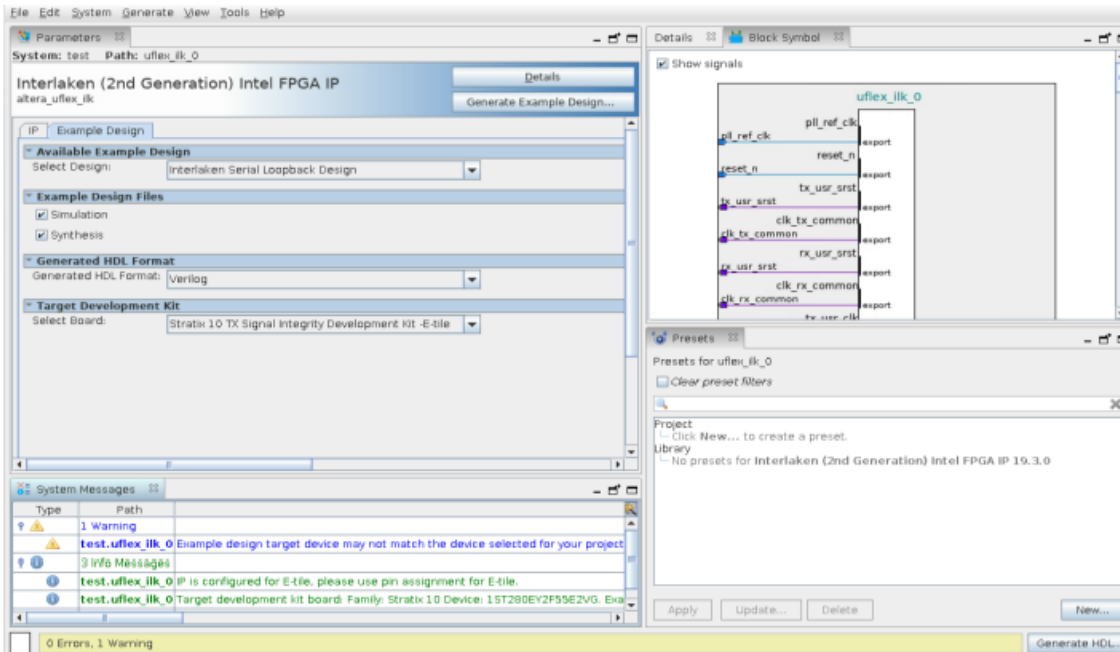 File Edit System Generate View Tools Help
Parameters
System: test Path: uflex_ilk_0
Interlaken (2nd Generation) Intel FPGA IP
altera_uflex_ilk
Details
Generate Example Design...
IP Example Design
Available Example Design
Select Design: Interlaken Serial Loopback Design
Example Design Files
Simulation
Synthesis
Generated HDL Format
Generated HDL Format: Verilog
Target Development Kit
Select Board: Stratix 10 TX Signal Integrity Development Kit -E-tile
System Messages
Type Path
1 Warning
test.uflex_ilk_0 Example design target device may not match the device selected for your project
3 Info Messages
test.uflex_ilk_0 IP is configured for E-tile, please use pin assignment for E-tile.
test.uflex_ilk_0 Target development kit board: Family: Stratix 10 Device: 1ST280EY2F55E2VG. Exa
0 Errors, 1 Warning
Details Block Symbol
Show signals
uflex_ilk_0
pll_ref_clk
pll_ref_clk
export
reset_n
reset_n
export
tx_usr_srst
tx_usr_srst
export
clk_tx_common
clk_tx_common
export
rx_usr_srst
rx_usr_srst
export
clk_rx_common
clk_rx_common
export
tx_usr_clk
Presets
Presets for uflex_ilk_0
Clear preset filters
Project
Click New... to create a preset.
Library
No presets for Interlaken (2nd Generation) Intel FPGA IP 19.3.0
Apply Update... Delete New...
Generate HDL...